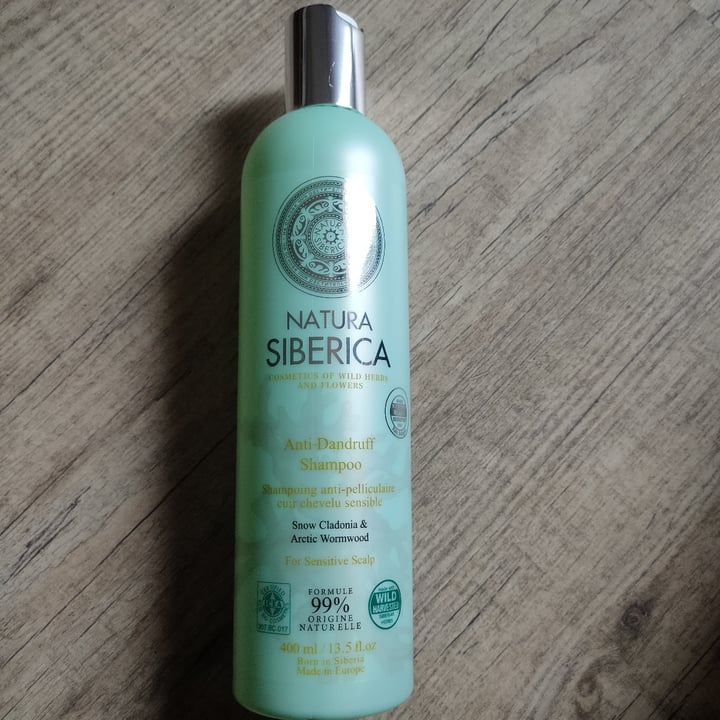 NATURA
SIBERICA
NATURA
SIBERICA
COSMETICS OF WILD HERBS
AND FLOWERS
Anti-Dandruff
Shampoo
Shampoing anti-pelliculaire
cuir chevelu sensible
Snow Cladonia &
Arctic Wormwood
For Sensitive Scalp
FORMULE
99%
ORIGINE
NATURELLE
WILD
HARVESTED
400 ml / 13.5 fl.oz
Born in Siberia
Made in Europe